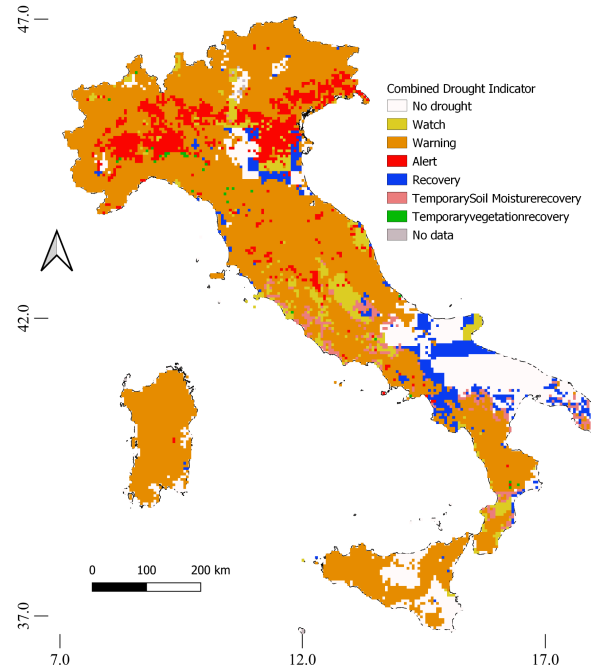 47.0
Combined Drought Indicator
No drought
Watch
Warning
Alert
Recovery
TemporarySoil Moisturerecovery
Temporaryvegetationrecovery
No data
42.0
0 100 200 km
37.0
7.0 12.0 17.0